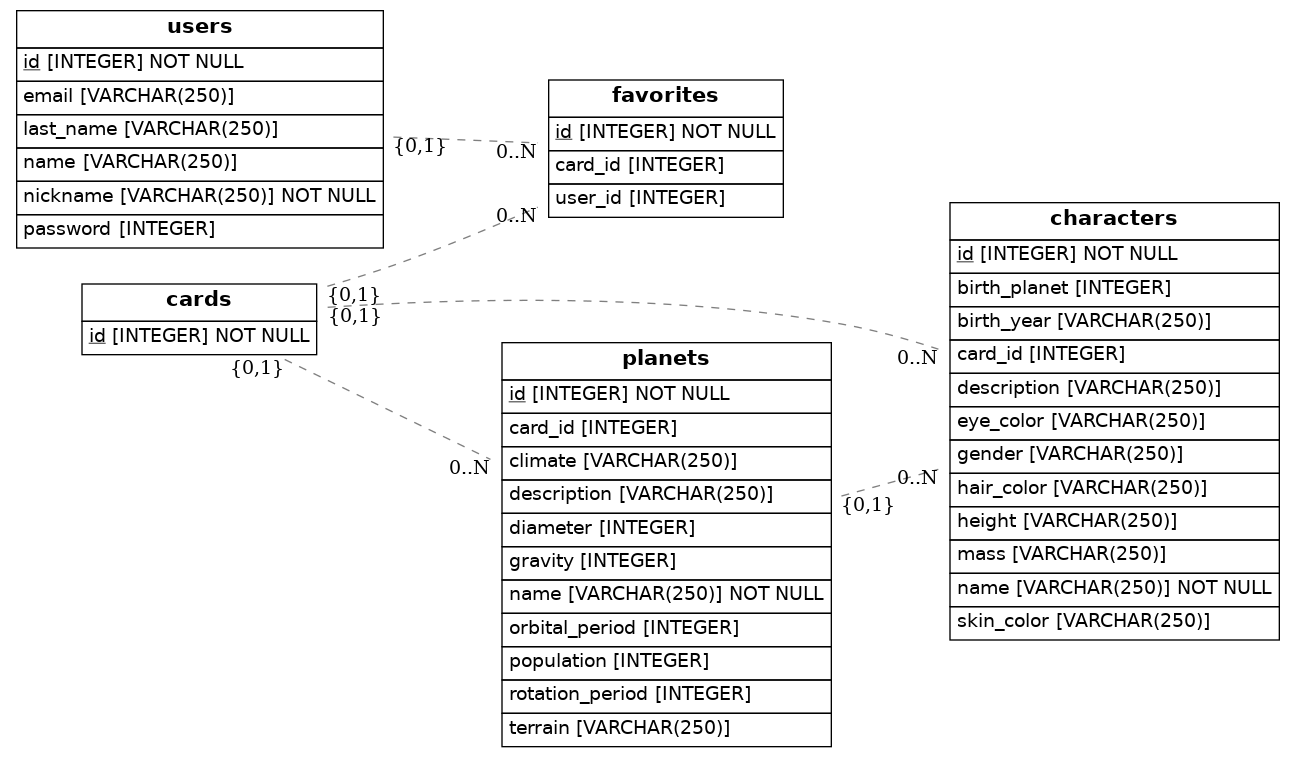 users
id [INTEGER] NOT NULL
email [VARCHAR(250)]
last_name [VARCHAR(250)]
name [VARCHAR(250)]
nickname [VARCHAR(250)] NOT NULL
password [INTEGER]
{0,1}
0..N
favorites
id [INTEGER] NOT NULL
card_id [INTEGER]
user_id [INTEGER]
0..N
{0,1}
cards
id [INTEGER] NOT NULL
{0,1}
0..N
{0,1}
0..N
planets
id [INTEGER] NOT NULL
card_id [INTEGER]
climate [VARCHAR(250)]
description [VARCHAR(250)]
diameter [INTEGER]
gravity [INTEGER]
name [VARCHAR(250)] NOT NULL
orbital_period [INTEGER]
population [INTEGER]
rotation_period [INTEGER]
terrain [VARCHAR(250)]
{0,1}
0..N
characters
id [INTEGER] NOT NULL
birth_planet [INTEGER]
birth_year [VARCHAR(250)]
card_id [INTEGER]
description [VARCHAR(250)]
eye_color [VARCHAR(250)]
gender [VARCHAR(250)]
hair_color [VARCHAR(250)]
height [VARCHAR(250)]
mass [VARCHAR(250)]
name [VARCHAR(250)] NOT NULL
skin_color [VARCHAR(250)]